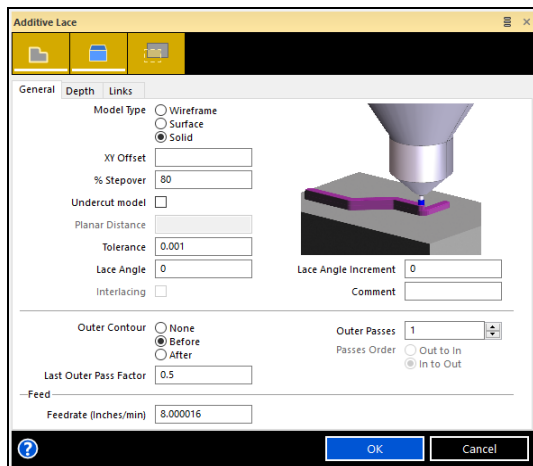 Additive Lace
General Depth Links
Model Type Wireframe
Surface
Solid
XY Offset
% Stepover 80
Undercut model
Planar Distance
Tolerance 0.001
Lace Angle 0 Lace Angle Increment 0
Interlacing Comment
Outer Contour None Outer Passes 1
Before Passes Order Out to In
After In to Out
Last Outer Pass Factor 0.5
Feed
Feedrate (Inches/min) 8.000016
? OK Cancel